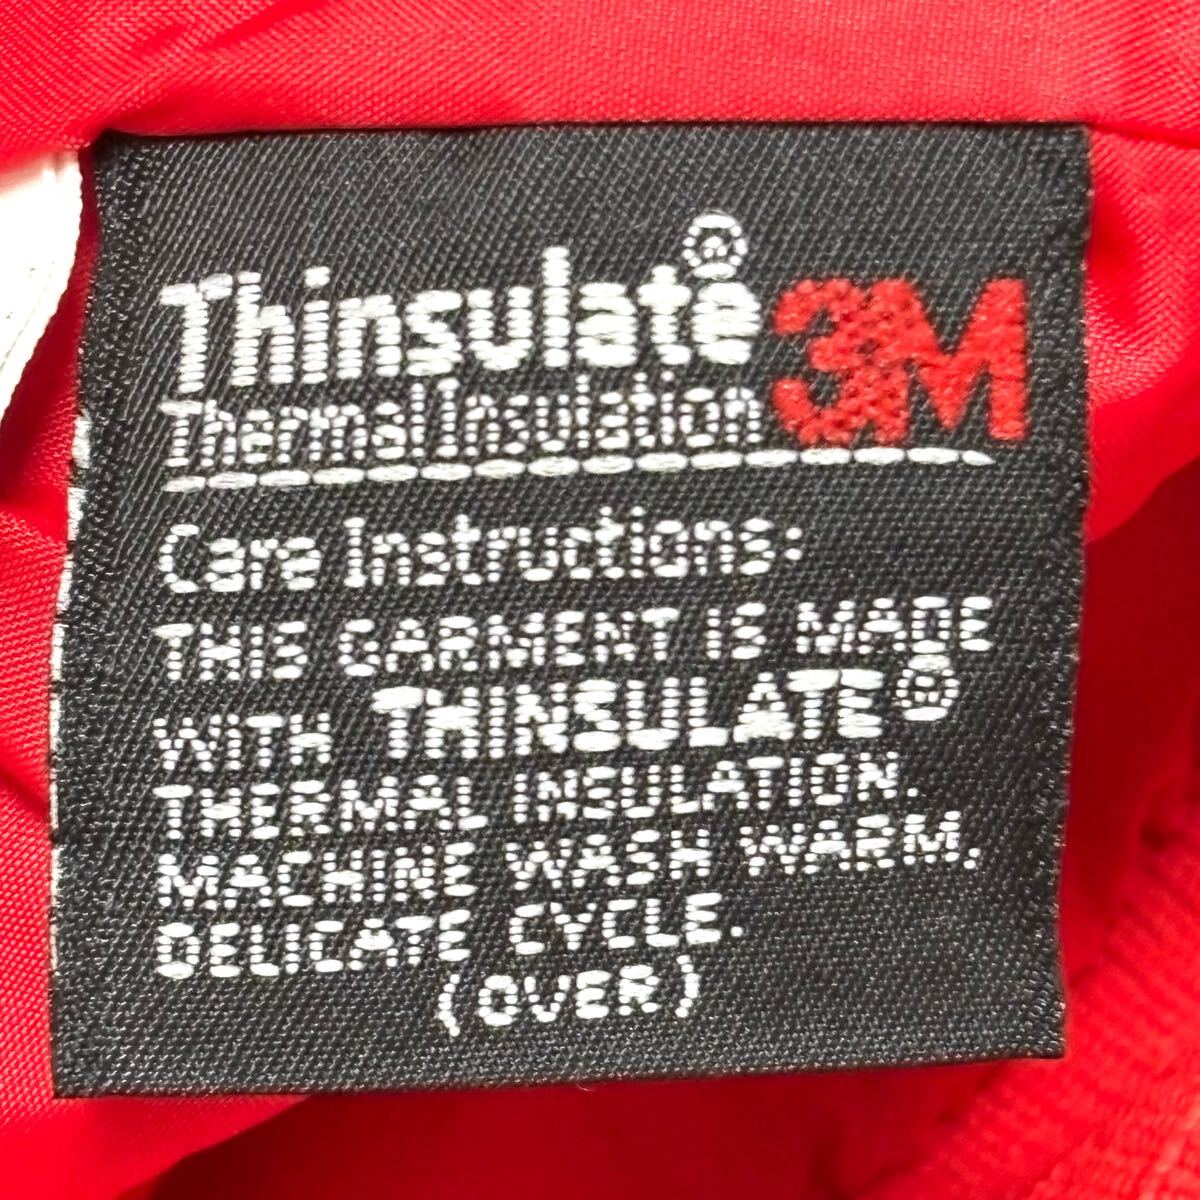 Thinsulate® 3M
Thermal Insulation
Care Instructions:
THIS GARMENT IS MADE
WITH THINSULATE®
THERMAL INSULATION.
MACHINE WASH WARM,
DELICATE CYCLE.
(OVER)